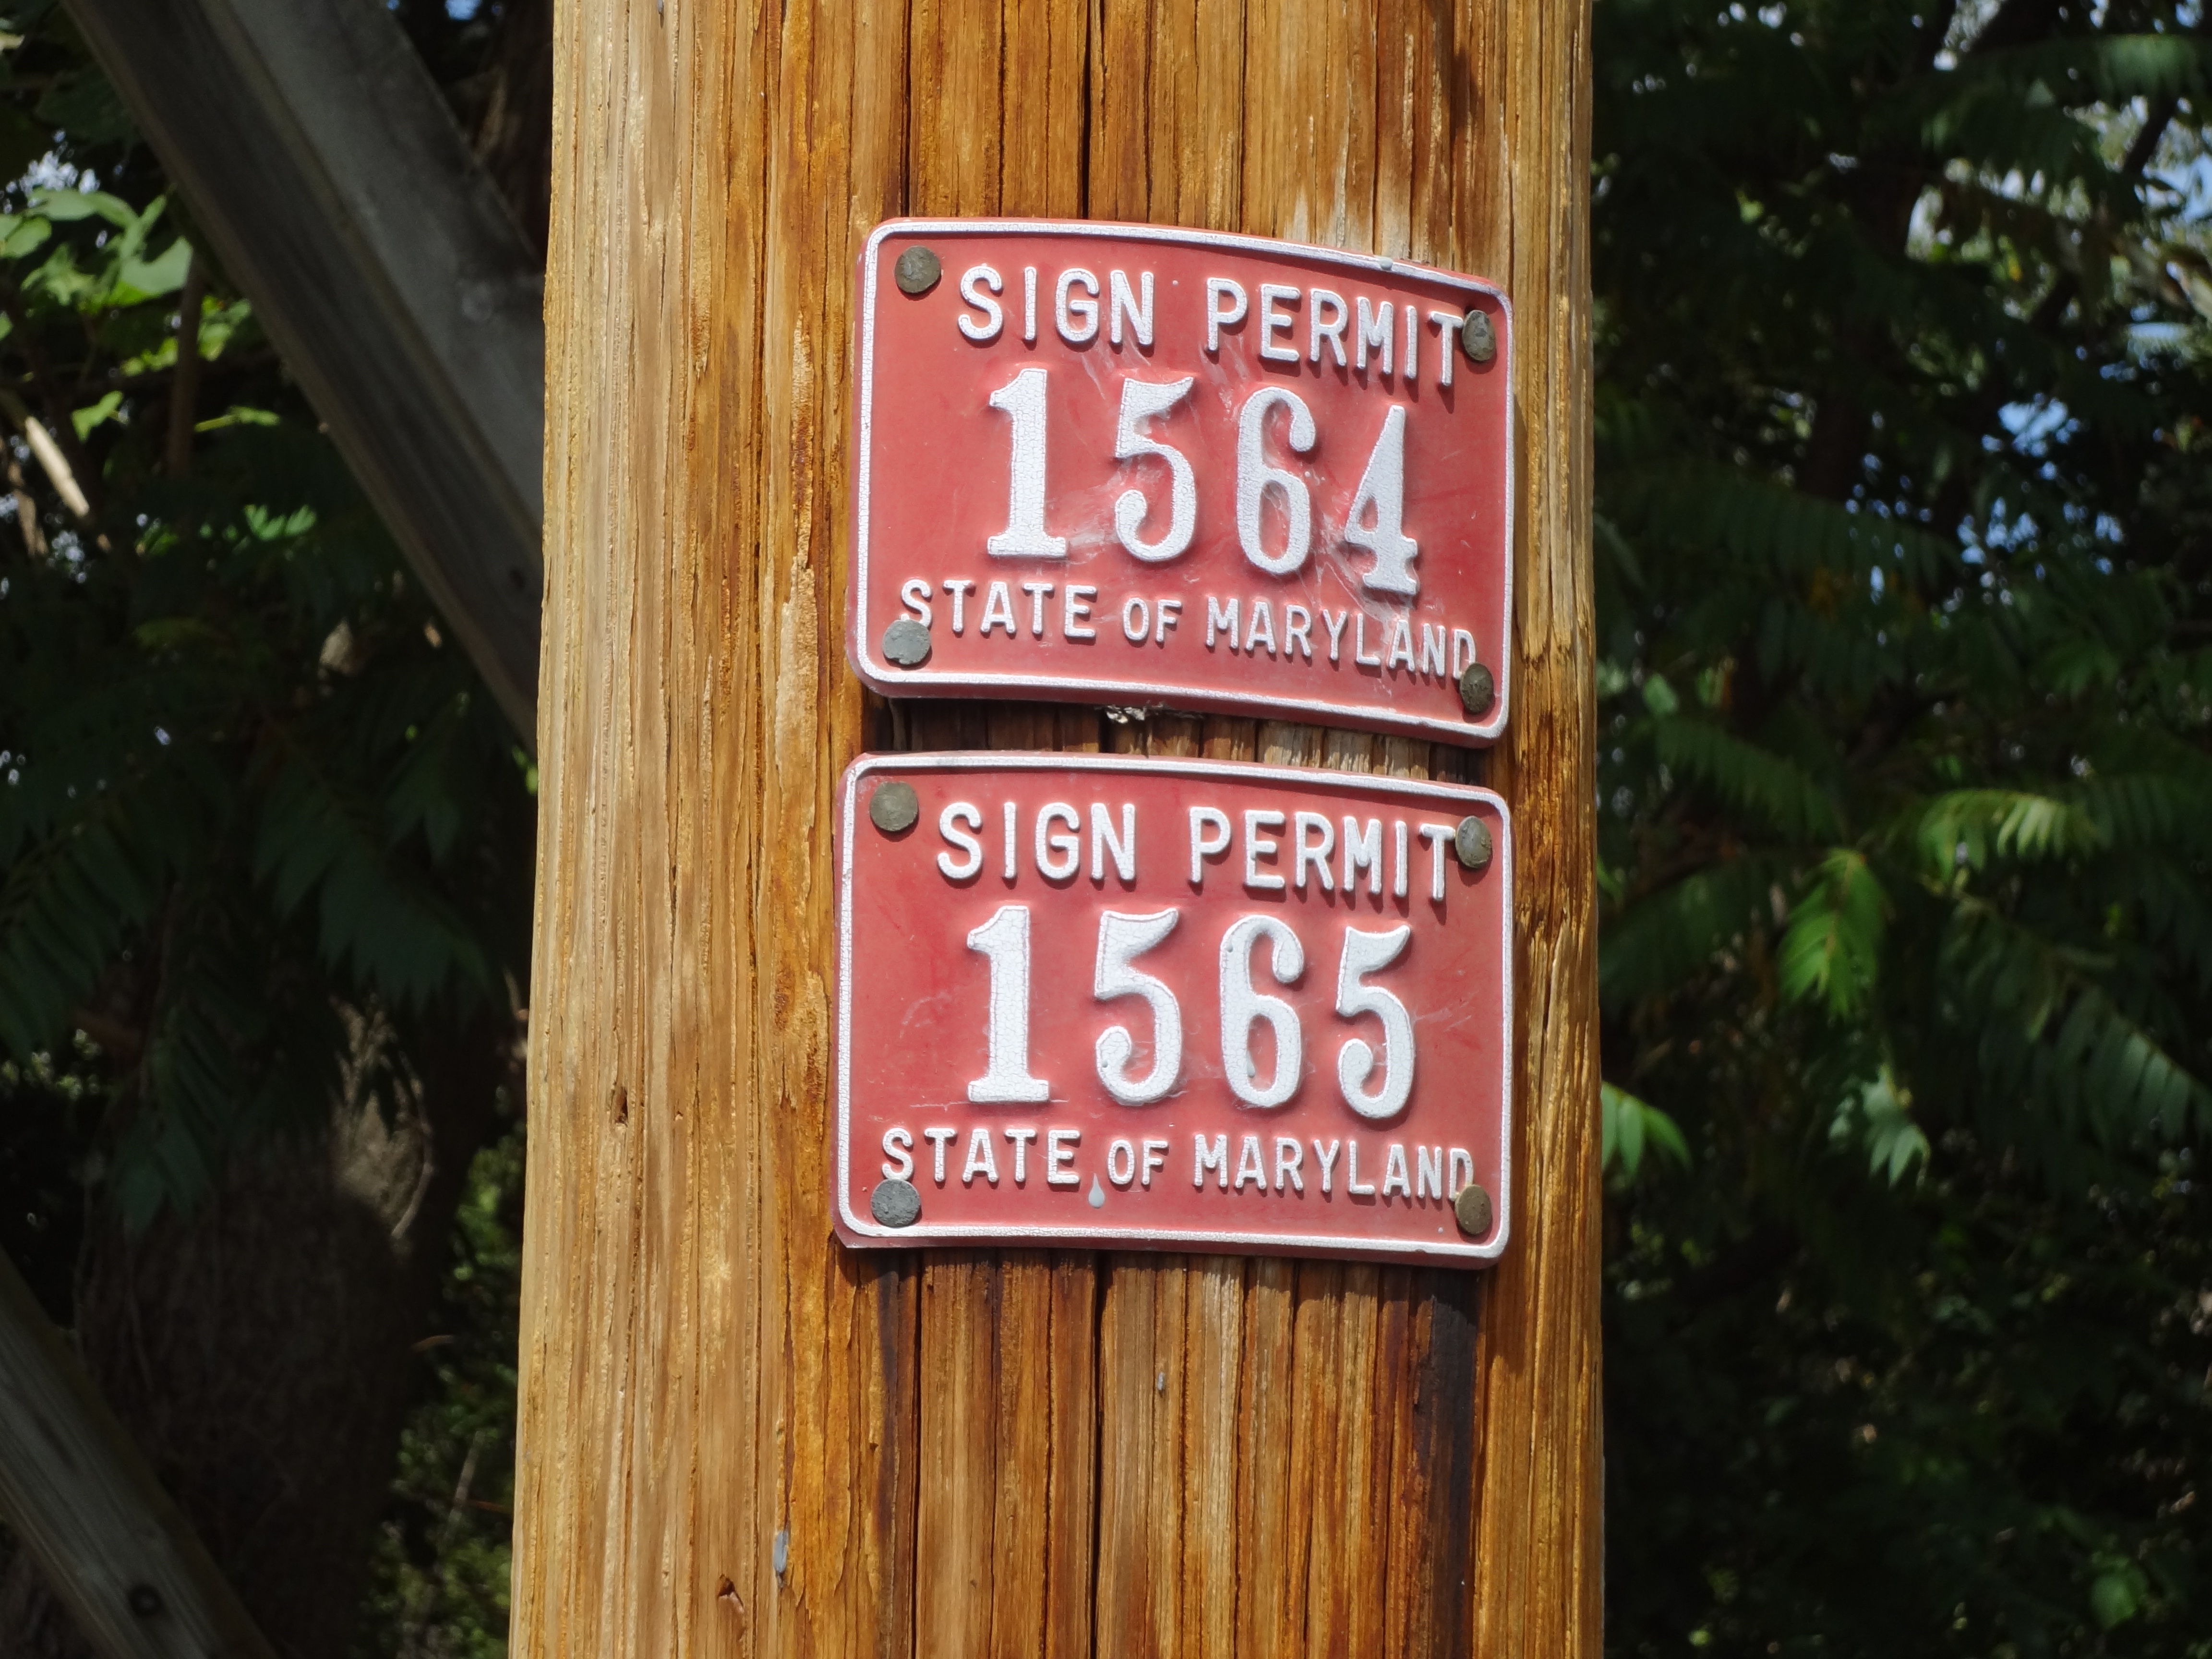 SIGN PERMIT
1564
STATE OF MARYLAND
SIGN PERMIT
1565
STATE OF MARYLAND